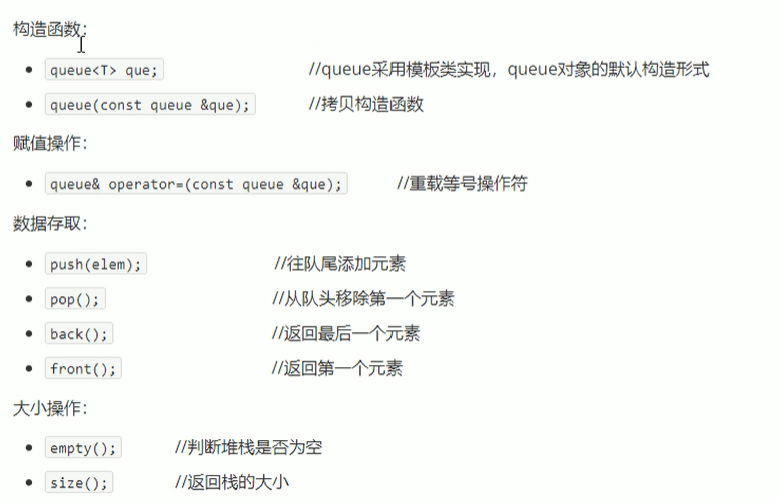 构造函数:
queue<T> que; //queue采用模板类实现，queue对象的默认构造形式
queue(const queue &que); //拷贝构造函数
赋值操作:
queue& operator=(const queue &que); //重载等号操作符
数据存取:
push(elem); //往队尾添加元素
pop(); //从队头移除第一个元素
back(); //返回最后一个元素
front(); //返回第一个元素
大小操作:
empty(); //判断堆栈是否为空
size(); //返回栈的大小